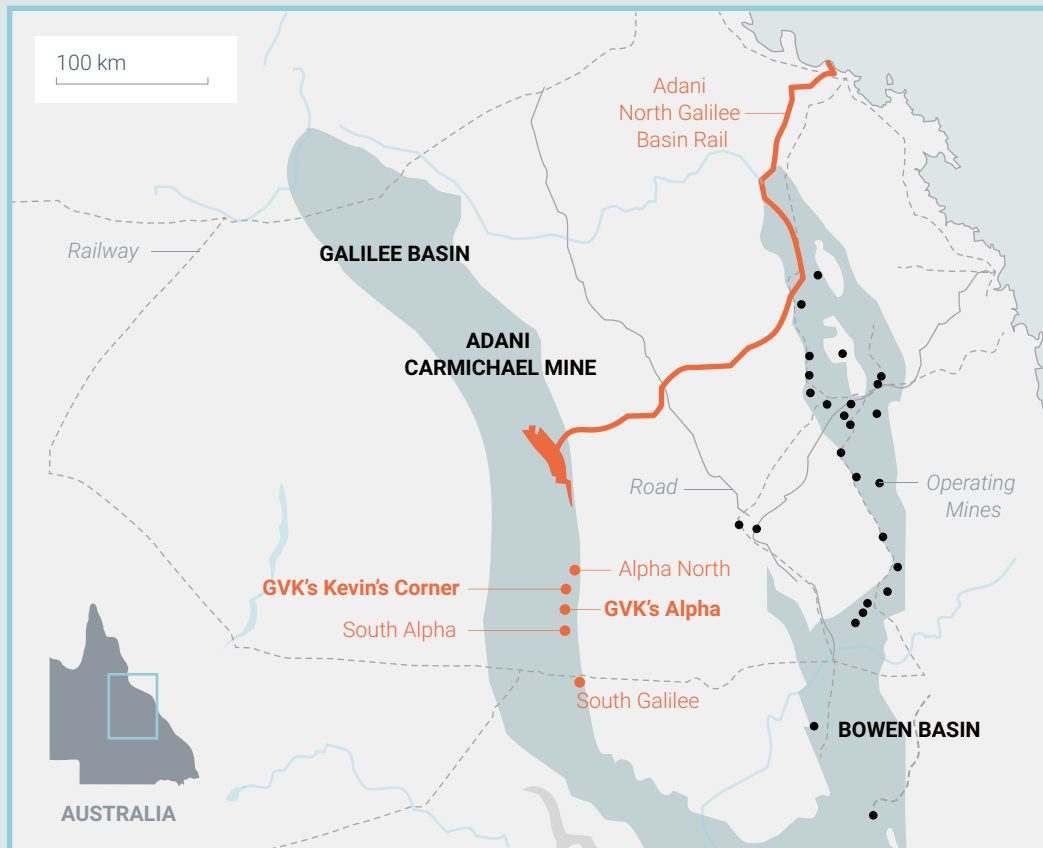 100 km
Adani
North Galilee
Basin Rail
Railway
GALILEE BASIN
ADANI
CARMICHAEL MINE
Road
Operating
Mines
Alpha North
GVK's Kevin's Corner
GVK's Alpha
South Alpha
South Galilee
BOWEN BASIN
AUSTRALIA